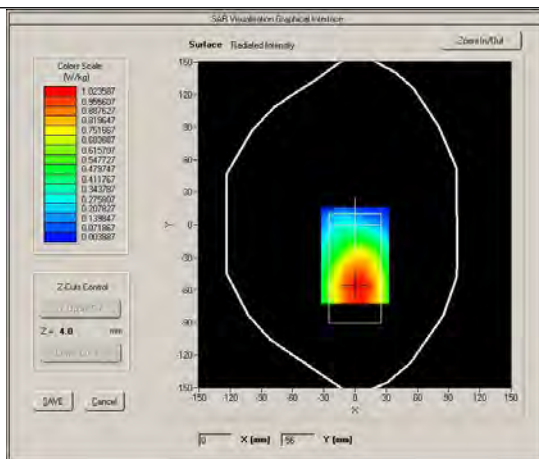 SAR Visualisation Graphical Interface
Surface Radiated Intensity
Zoom In/Out
Colors Scale
(W/kg)
1.023587
0.955607
0.887627
0.819647
0.751667
0.683687
0.615707
0.547727
0.479747
0.411767
0.343787
0.275807
0.207827
0.139847
0.071867
0.003887
Z-Cuts Control
Z = 4.0 mm
SAVE Cancel
150
120
90
60
30
0
-30
-60
-90
-120
150
Y
-150 -120 -90 -60 -30 0 30 60 90 120 150
X
0 X (mm) -56 Y (mm)